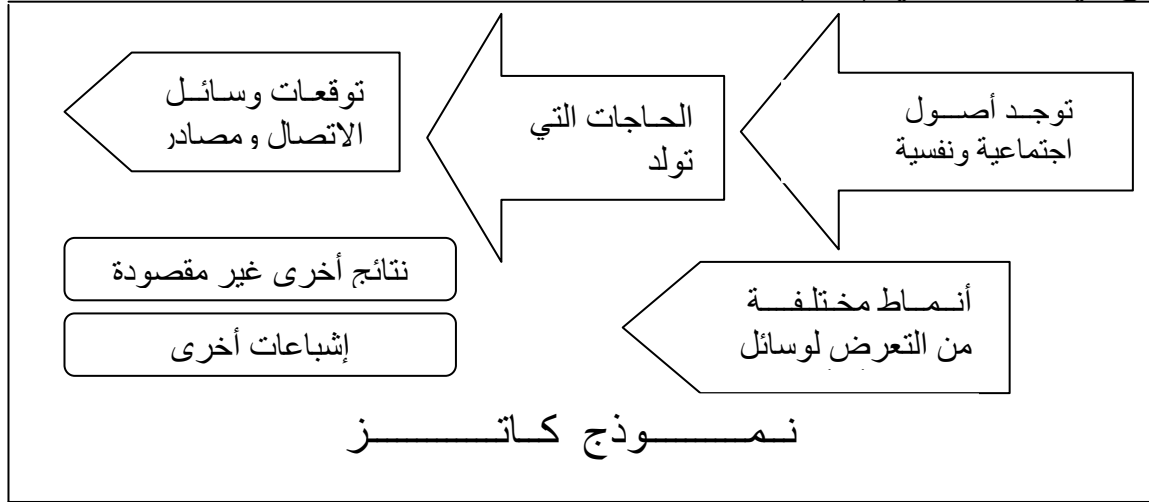 توجد أصول
اجتماعية ونفسية
الحاجات التي
تولد
توقعات وسائل
الاتصال ومصادر
أنماط مختلفة
من التعرض لوسائل
نتائج أخرى غير مقصودة
إشباعات أخرى
نموذج كاتز